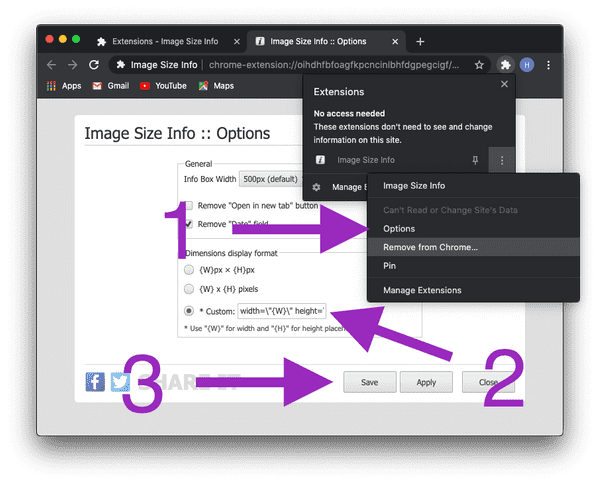 Extensions - Image Size Info
Image Size Info :: Options
Image Size Info | chrome-extension://oihdhfbfoagfkpcncinlbhfdgpegcigf/...
H
Apps Gmail YouTube Maps
Extensions
No access needed
These extensions don't need to see and change
information on this site.
Image Size Info
Manage E
Image Size Info
Can't Read or Change Site's Data
Options
Remove from Chrome...
Pin
Manage Extensions
Image Size Info :: Options
General
Info Box Width 500px (default)
Remove "Open in new tab" button
Remove "Date" field
1
Dimensions display format
{W}px × {H}px
{W} x {H} pixels
* Custom: width=\"{W}\" height='
* Use "{W}" for width and "{H}" for height placem
2
3
SHARE IT
Save Apply Close